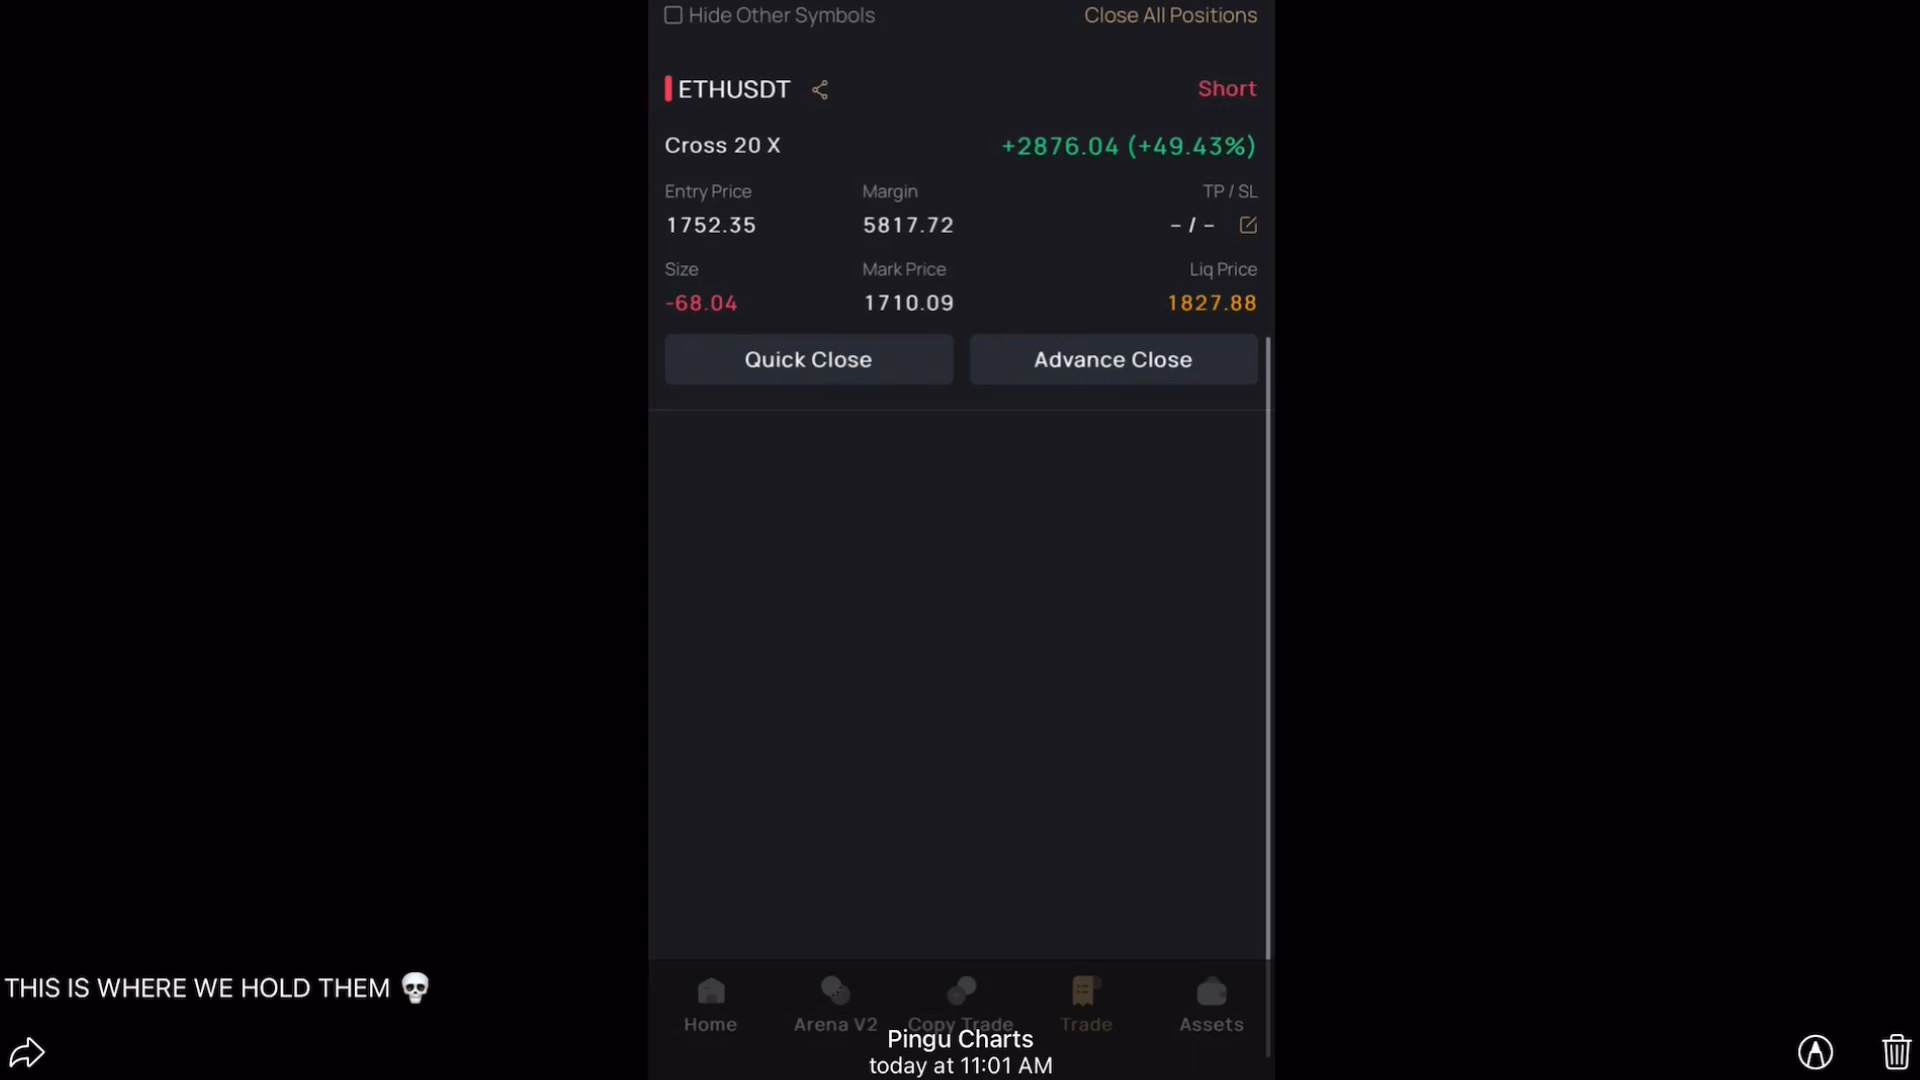 Hide Other Symbols
Close All Positions
ETHUSDT
Short
Cross 20 X
+2876.04 (+49.43%)
Entry Price
Margin
TP / SL
1752.35
5817.72
- / -
Size
Mark Price
Liq Price
-68.04
1710.09
1827.88
Quick Close
Advance Close
THIS IS WHERE WE HOLD THEM 💀
Home
Arena V2
Copy Trade
Trade
Assets
Pingu Charts
today at 11:01 AM